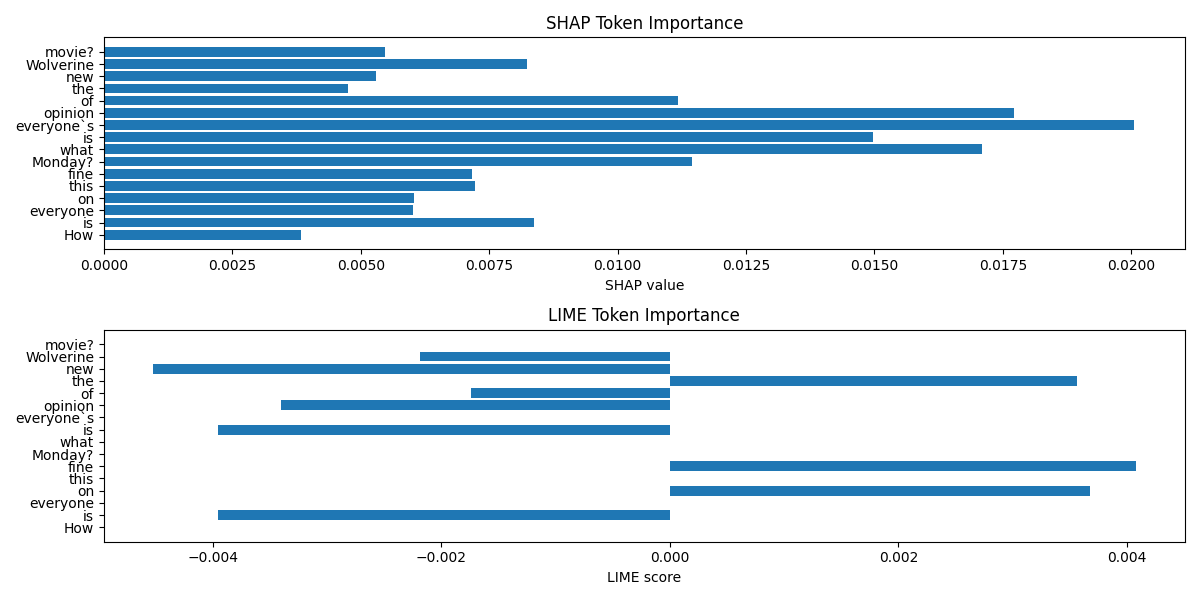 SHAP Token Importance
movie?
Wolverine
new
the
of
opinion
everyone`s
is
what
Monday?
fine
this
on
everyone
is
How
0.0000 0.0025 0.0050 0.0075 0.0100 0.0125 0.0150 0.0175 0.0200
SHAP value
LIME Token Importance
movie?
Wolverine
new
the
of
opinion
everyone`s
is
what
Monday?
fine
this
on
everyone
is
How
−0.004 −0.002 0.000 0.002 0.004
LIME score